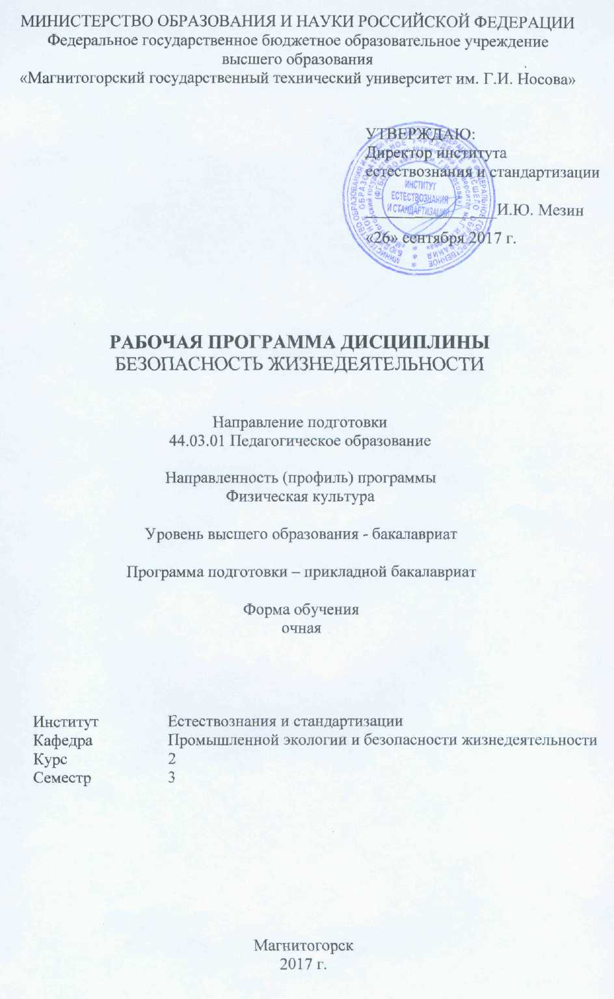 МИНИСТЕРСТВО ОБРАЗОВАНИЯ И НАУКИ РОССИЙСКОЙ ФЕДЕРАЦИИ
Федеральное государственное бюджетное образовательное учреждение
высшего образования
«Магнитогорский государственный технический университет им. Г.И. Носова»
УТВЕРЖДАЮ:
Директор института
естествознания и стандартизации
И.Ю. Мезин
«26» сентября 2017 г.
ИНСТИТУТ
ЕСТЕСТВОЗНАНИЯ
И СТАНДАРТИЗАЦИИ
РАБОЧАЯ ПРОГРАММА ДИСЦИПЛИНЫ
БЕЗОПАСНОСТЬ ЖИЗНЕДЕЯТЕЛЬНОСТИ
Направление подготовки
44.03.01 Педагогическое образование
Направленность (профиль) программы
Физическая культура
Уровень высшего образования - бакалавриат
Программа подготовки – прикладной бакалавриат
Форма обучения
очная
Институт Естествознания и стандартизации
Кафедра Промышленной экологии и безопасности жизнедеятельности
Курс 2
Семестр 3
Магнитогорск
2017 г.